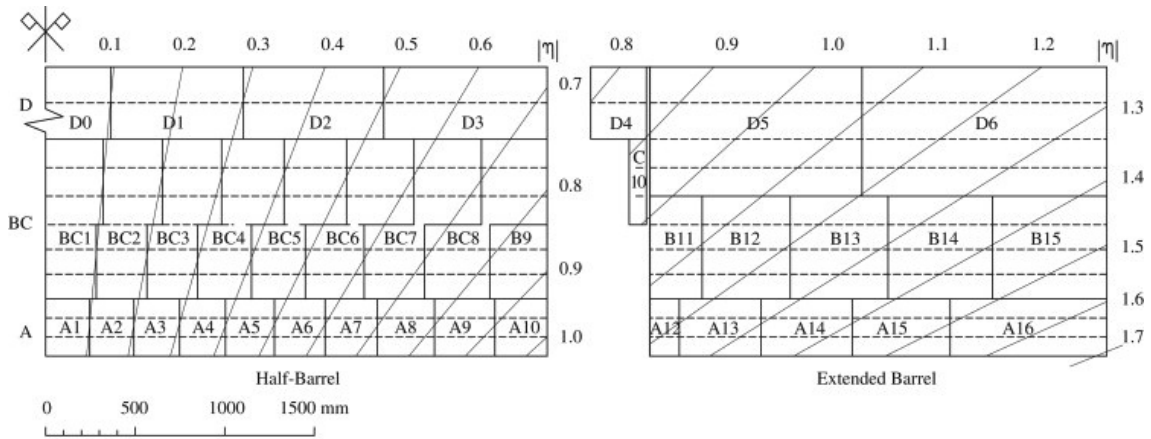 0.1 0.2 0.3 0.4 0.5 0.6 |η| 0.8 0.9 1.0 1.1 1.2 |η|
0.7
D
D0 D1 D2 D3 D4 D5 D6 1.3
C
10
0.8 1.4
BC
BC1 BC2 BC3 BC4 BC5 BC6 BC7 BC8 B9 B11 B12 B13 B14 B15 1.5
0.9
1.6
A A1 A2 A3 A4 A5 A6 A7 A8 A9 A10 1.0 A12 A13 A14 A15 A16 1.7
Half-Barrel Extended Barrel
0 500 1000 1500 mm